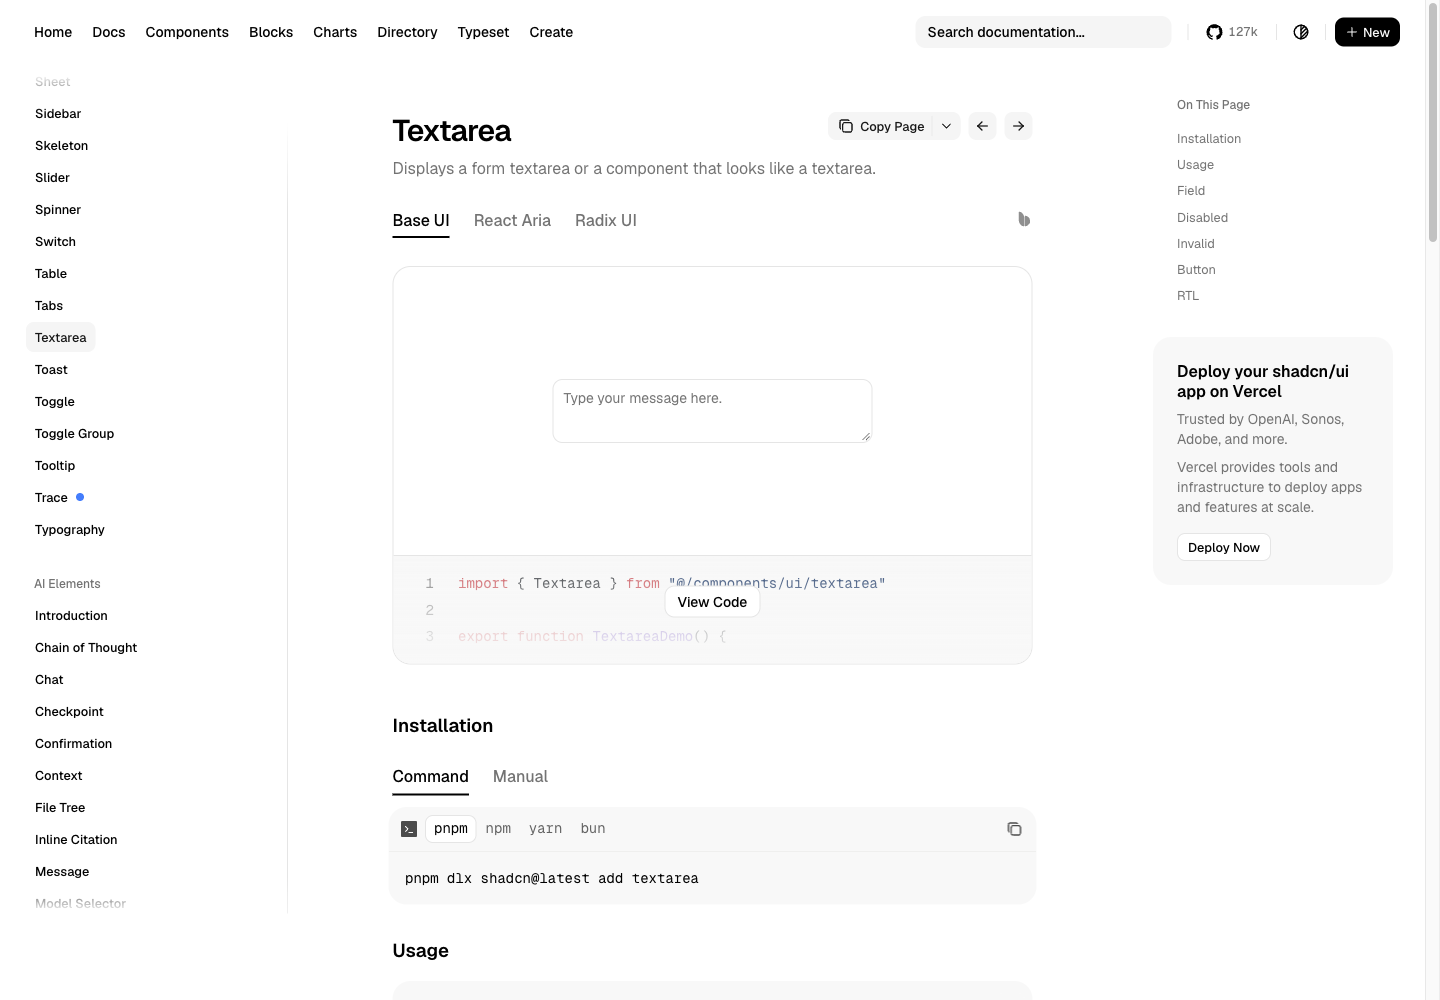 Home Docs Components Blocks Charts Directory Typeset Create
Search documentation...
127k
New
Sheet
Sidebar
Skeleton
Slider
Spinner
Switch
Table
Tabs
Textarea
Toast
Toggle
Toggle Group
Tooltip
Trace
Typography
AI Elements
Introduction
Chain of Thought
Chat
Checkpoint
Confirmation
Context
File Tree
Inline Citation
Message
Model Selector
Textarea
Copy Page
Displays a form textarea or a component that looks like a textarea.
Base UI React Aria Radix UI
Type your message here.
1 import { Textarea } from "@/components/ui/textarea"
2
View Code
3 export function TextareaDemo() {
Installation
Command Manual
pnpm npm yarn bun
pnpm dlx shadcn@latest add textarea
Usage
On This Page
Installation
Usage
Field
Disabled
Invalid
Button
RTL
Deploy your shadcn/ui
app on Vercel
Trusted by OpenAI, Sonos,
Adobe, and more.
Vercel provides tools and
infrastructure to deploy apps
and features at scale.
Deploy Now